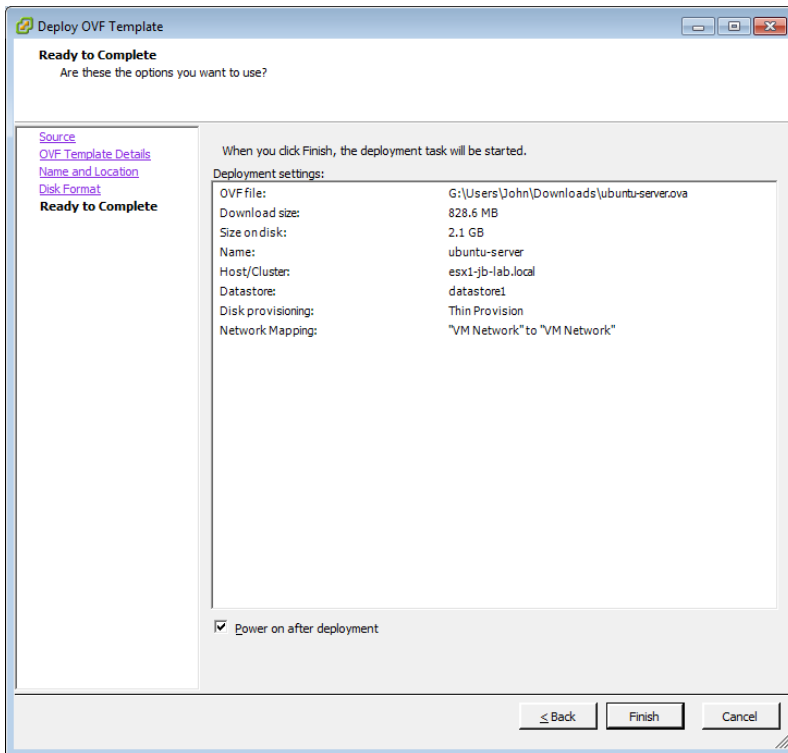 Deploy OVF Template
Ready to Complete
Are these the options you want to use?
Source
OVF Template Details
Name and Location
Disk Format
Ready to Complete
When you click Finish, the deployment task will be started.
Deployment settings:
OVF file: G:\Users\John\Downloads\ubuntu-server.ova
Download size: 828.6 MB
Size on disk: 2.1 GB
Name: ubuntu-server
Host/Cluster: esx1-jb-lab.local
Datastore: datastore1
Disk provisioning: Thin Provision
Network Mapping: "VM Network" to "VM Network"
Power on after deployment
< Back Finish Cancel